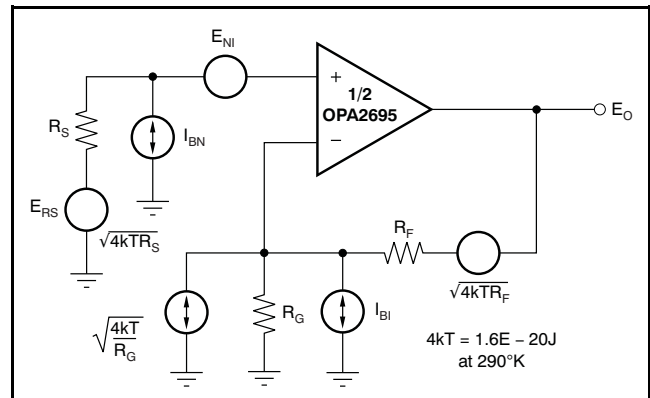 E_NI
+
1/2
OPA2695
−
E_O
R_S
I_BN
E_RS
√4kTR_S
R_F
√4kTR_F
√4kT/R_G
R_G
I_BI
4kT = 1.6E − 20J
at 290°K